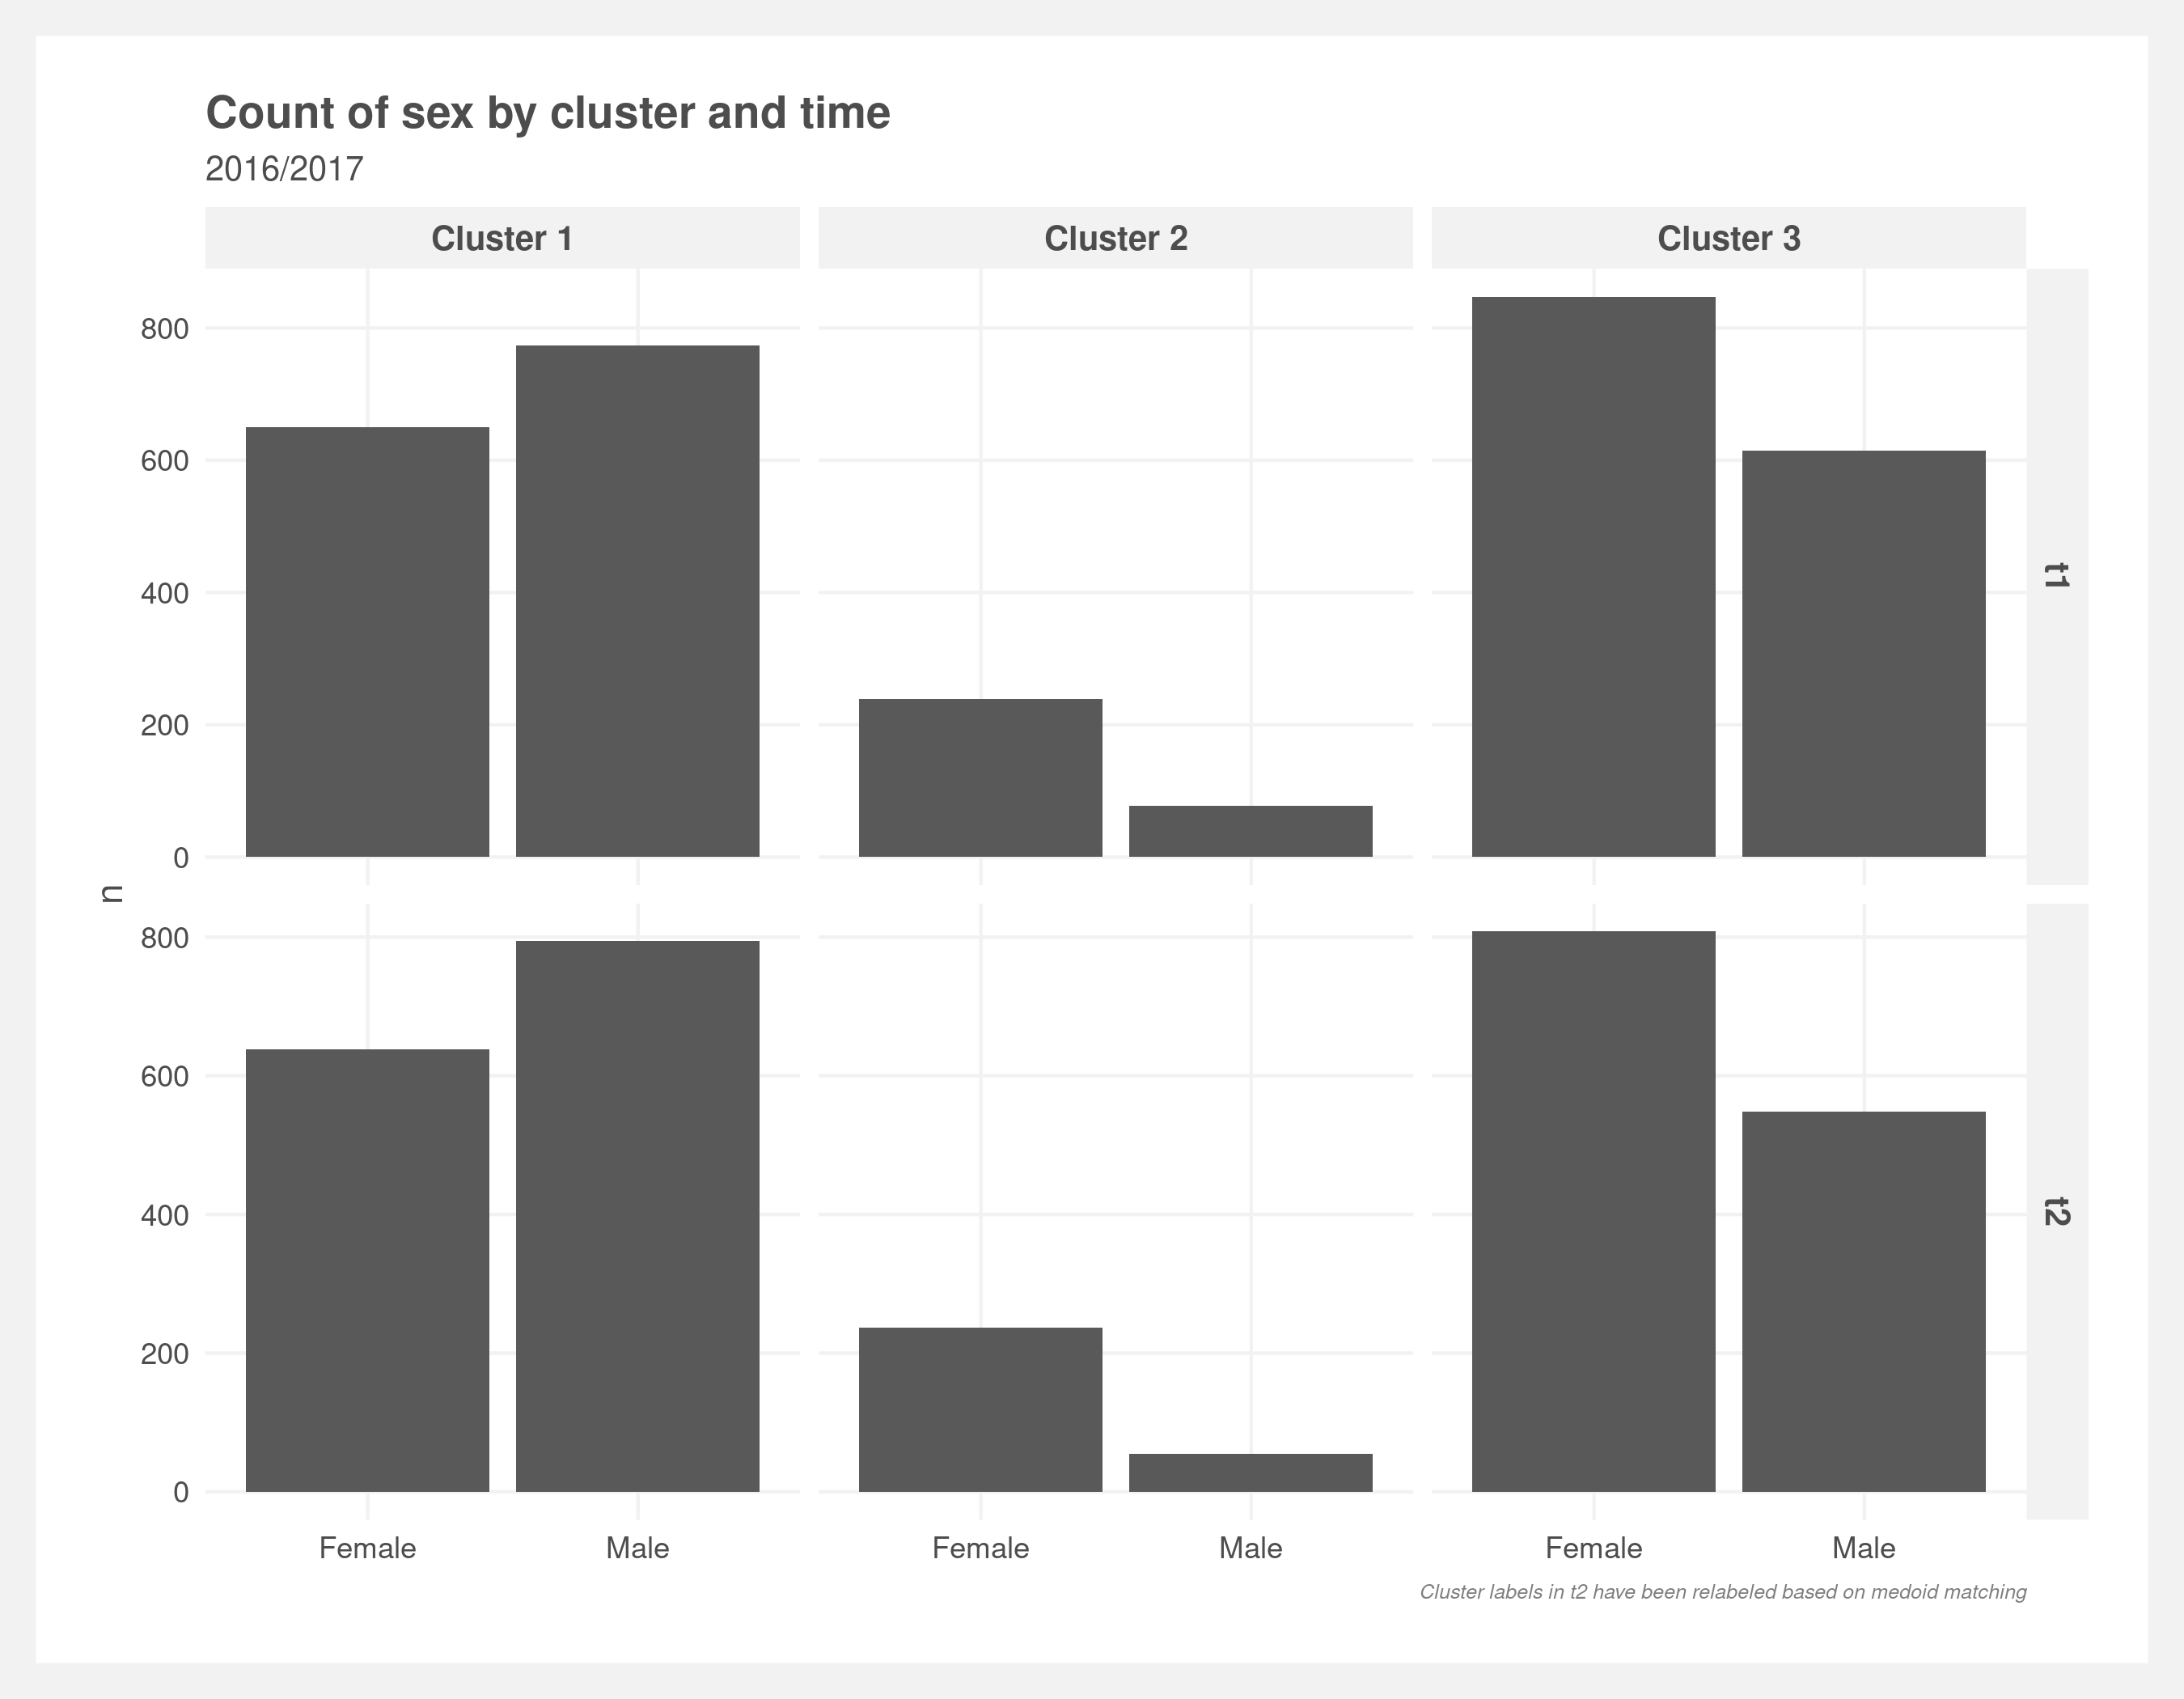 Count of sex by cluster and time
2016/2017
Cluster 1 Cluster 2 Cluster 3
800
600
400
200
0
t1
n
800
600
400
200
0
t2
Female Male Female Male Female Male
Cluster labels in t2 have been relabeled based on medoid matching